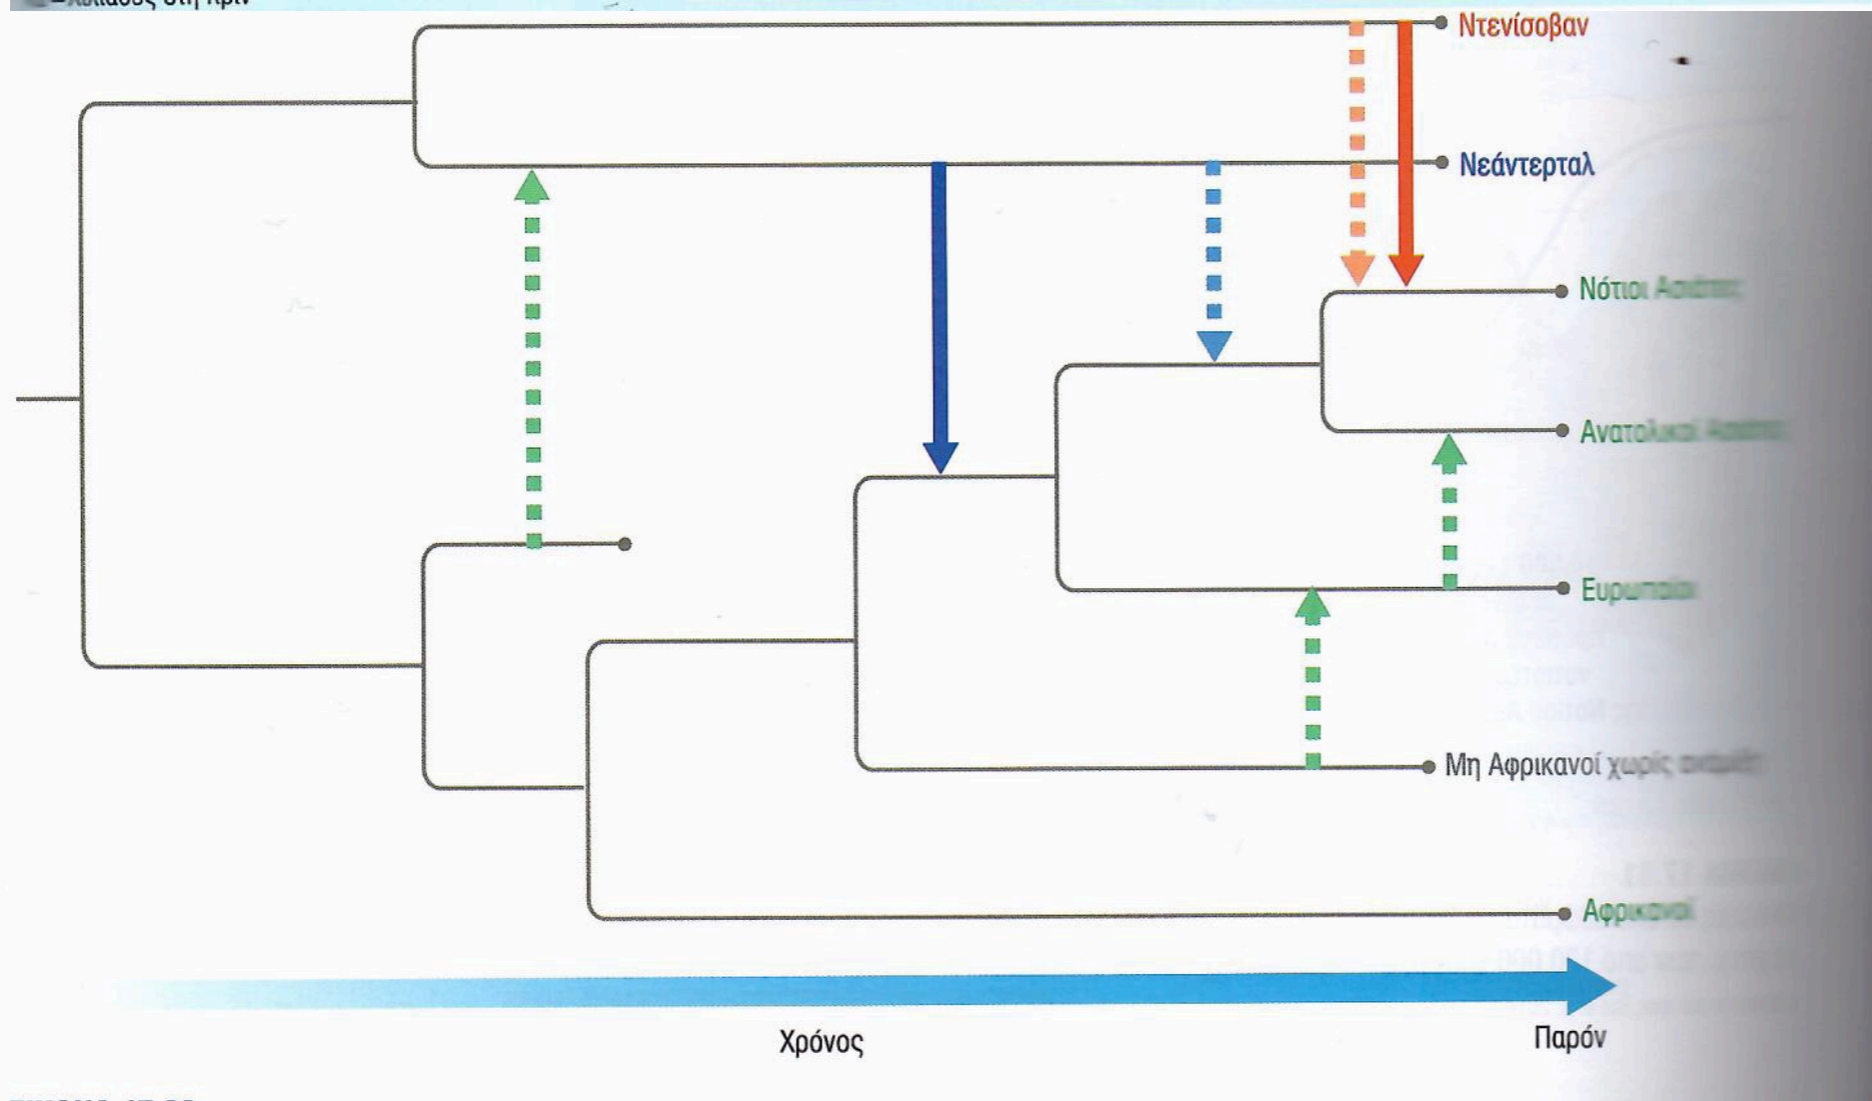 Ντενίσοβαν
Νεάντερταλ
Νότιοι
Ανατολικοί
Ευρωπαίοι
Μη Αφρικανοί χωρίς
Αφρικανοί
Χρόνος
Παρόν